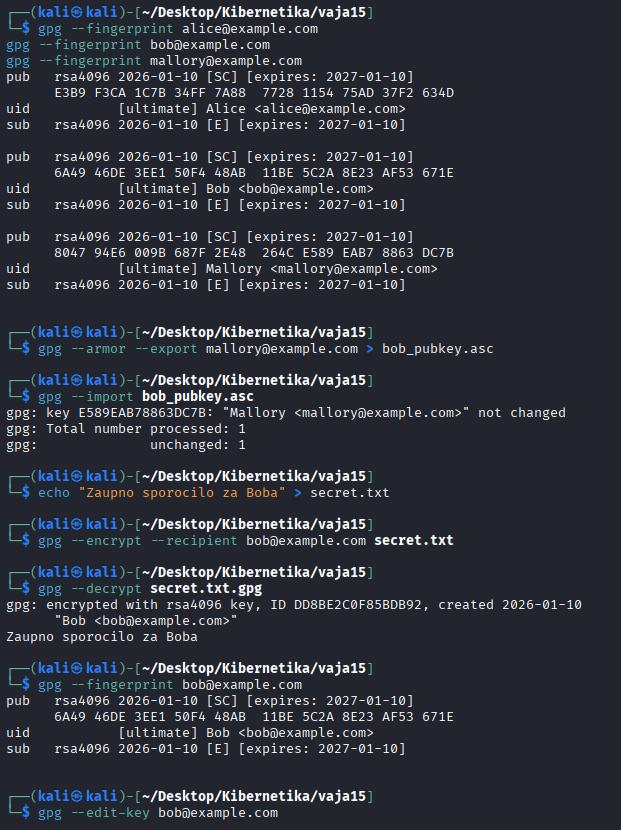 ┌──(kali㉿kali)-[~/Desktop/Kibernetika/vaja15]
└─$ gpg --fingerprint alice@example.com
gpg --fingerprint bob@example.com
gpg --fingerprint mallory@example.com
pub   rsa4096 2026-01-10 [SC] [expires: 2027-01-10]
      E3B9 F3CA 1C7B 34FF 7A88  7728 1154 75AD 37F2 634D
uid           [ultimate] Alice <alice@example.com>
sub   rsa4096 2026-01-10 [E] [expires: 2027-01-10]

pub   rsa4096 2026-01-10 [SC] [expires: 2027-01-10]
      6A49 46DE 3EE1 50F4 48AB  11BE 5C2A 8E23 AF53 671E
uid           [ultimate] Bob <bob@example.com>
sub   rsa4096 2026-01-10 [E] [expires: 2027-01-10]

pub   rsa4096 2026-01-10 [SC] [expires: 2027-01-10]
      8047 94E6 009B 687F 2E48  264C E589 EAB7 8863 DC7B
uid           [ultimate] Mallory <mallory@example.com>
sub   rsa4096 2026-01-10 [E] [expires: 2027-01-10]

┌──(kali㉿kali)-[~/Desktop/Kibernetika/vaja15]
└─$ gpg --armor --export mallory@example.com > bob_pubkey.asc

┌──(kali㉿kali)-[~/Desktop/Kibernetika/vaja15]
└─$ gpg --import bob_pubkey.asc
gpg: key E589EAB78863DC7B: "Mallory <mallory@example.com>" not changed
gpg: Total number processed: 1
gpg:              unchanged: 1

┌──(kali㉿kali)-[~/Desktop/Kibernetika/vaja15]
└─$ echo "Zaupno sporocilo za Boba" > secret.txt

┌──(kali㉿kali)-[~/Desktop/Kibernetika/vaja15]
└─$ gpg --encrypt --recipient bob@example.com secret.txt

┌──(kali㉿kali)-[~/Desktop/Kibernetika/vaja15]
└─$ gpg --decrypt secret.txt.gpg
gpg: encrypted with rsa4096 key, ID DD8BE2C0F85BDB92, created 2026-01-10
      "Bob <bob@example.com>"
Zaupno sporocilo za Boba

┌──(kali㉿kali)-[~/Desktop/Kibernetika/vaja15]
└─$ gpg --fingerprint bob@example.com
pub   rsa4096 2026-01-10 [SC] [expires: 2027-01-10]
      6A49 46DE 3EE1 50F4 48AB  11BE 5C2A 8E23 AF53 671E
uid           [ultimate] Bob <bob@example.com>
sub   rsa4096 2026-01-10 [E] [expires: 2027-01-10]

┌──(kali㉿kali)-[~/Desktop/Kibernetika/vaja15]
└─$ gpg --edit-key bob@example.com